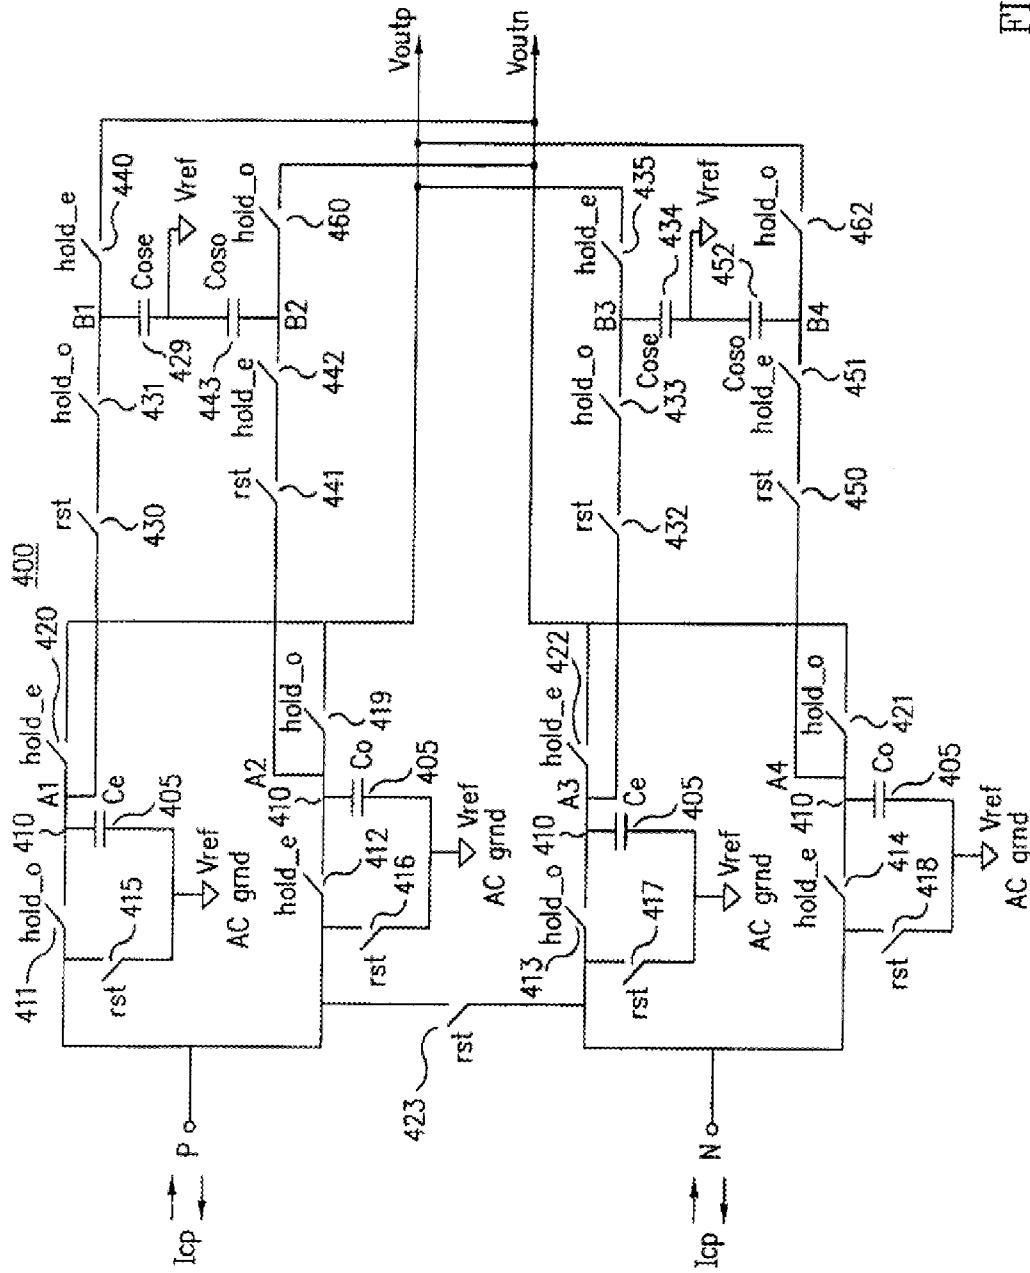 400
Icp
P
411
hold_o
410
A1
hold_e
420
Ce
405
415
rst
Vref
AC grnd
hold_e
412
410
A2
hold_o
419
Co
405
416
rst
Vref
AC grnd
423
rst
rst
430
hold_o
431
B1
hold_e
440
Cose
429
Vref
Coso
443
rst
441
hold_e
442
B2
hold_o
460
Voutp
Voutn
Icp
N
413
hold_o
410
A3
hold_e
422
Ce
405
417
rst
Vref
AC grnd
hold_e
414
410
A4
hold_o
421
Co
405
418
rst
Vref
AC grnd
rst
432
hold_o
433
B3
hold_e
435
Cose
434
Vref
Coso
452
rst
450
hold_e
451
B4
hold_o
462